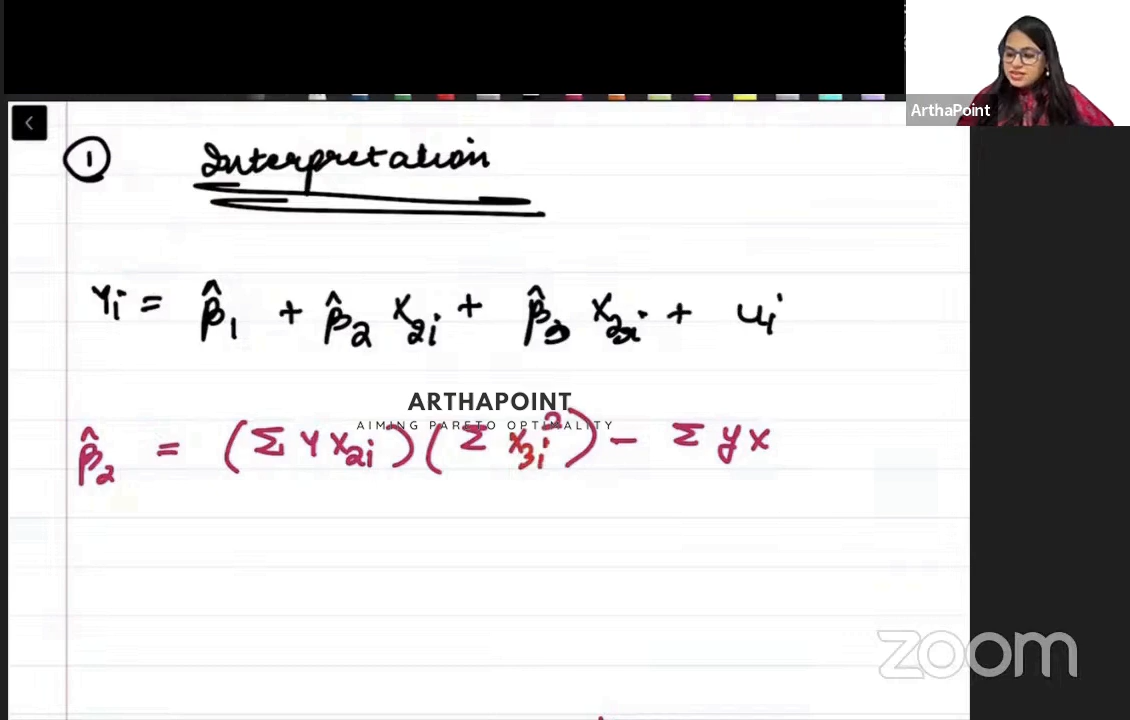 ArthaPoint
① Interpretation
Yi = β̂1 + β̂2 X2i + β̂3 X3i + ui
ARTHAPOINT
AIMING PARETO OPTIMALITY
β̂2 = (Σ Y X2i) (Σ X3i²) - Σ y x
zoom